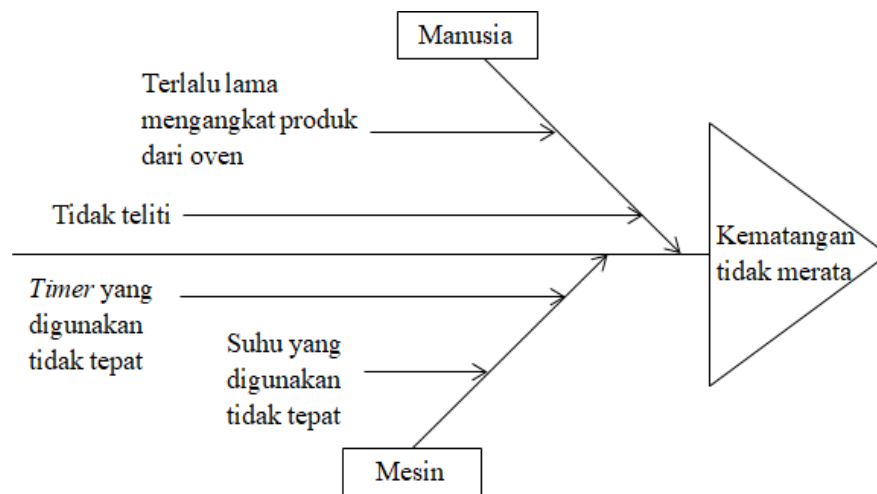 Manusia
Terlalu lama
mengangkat produk
dari oven
Tidak teliti
Kematangan
tidak merata
Timer yang
digunakan
tidak tepat
Suhu yang
digunakan
tidak tepat
Mesin